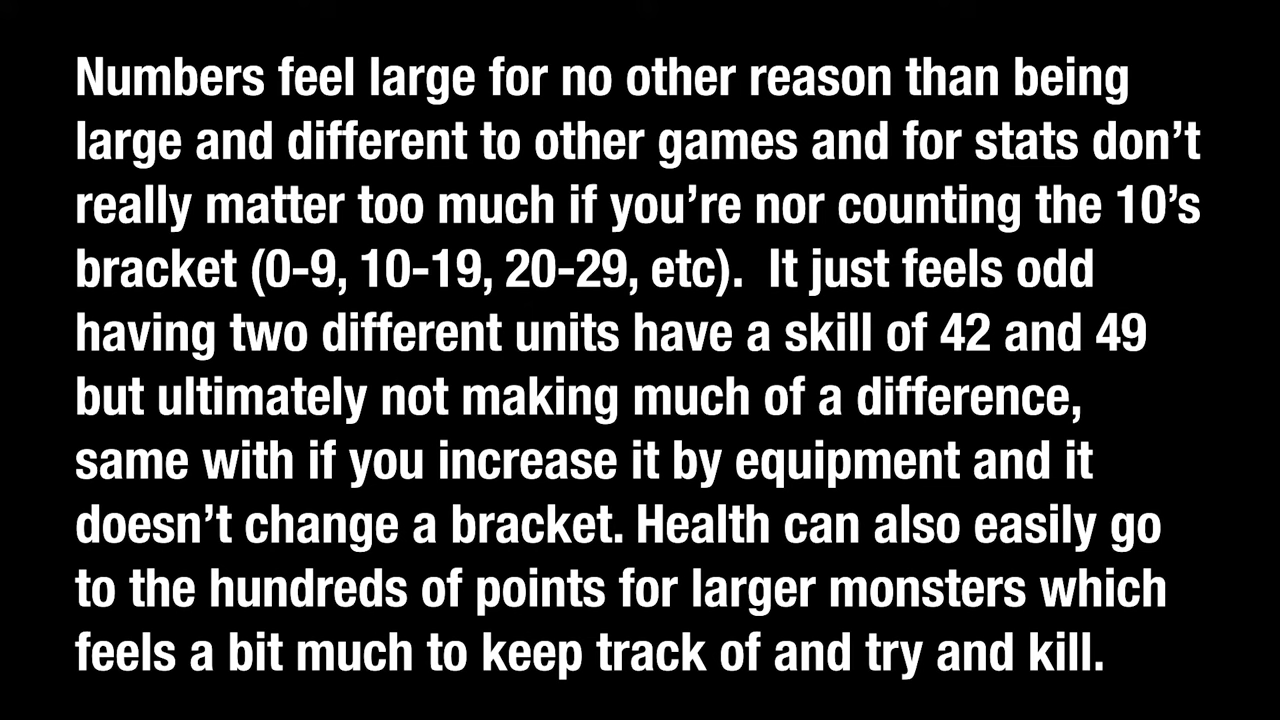 Numbers feel large for no other reason than being
large and different to other games and for stats don’t
really matter too much if you’re nor counting the 10’s
bracket (0-9, 10-19, 20-29, etc).  It just feels odd
having two different units have a skill of 42 and 49
but ultimately not making much of a difference,
same with if you increase it by equipment and it
doesn’t change a bracket. Health can also easily go
to the hundreds of points for larger monsters which
feels a bit much to keep track of and try and kill.